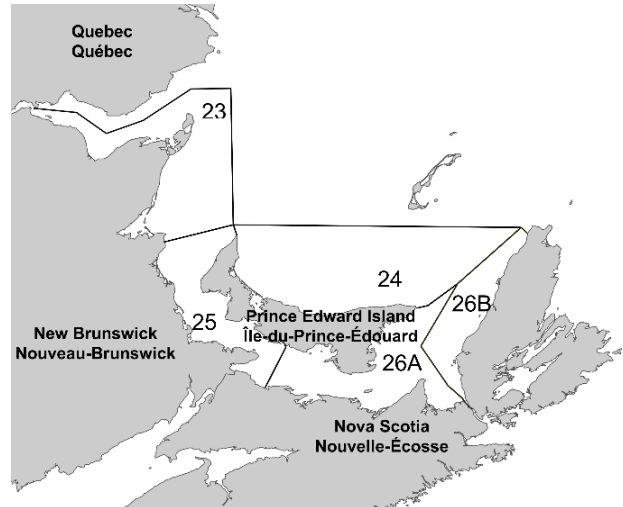 Quebec
Québec
23
24
26B
Prince Edward Island
Île-du-Prince-Édouard
25
New Brunswick
Nouveau-Brunswick
26A
Nova Scotia
Nouvelle-Écosse